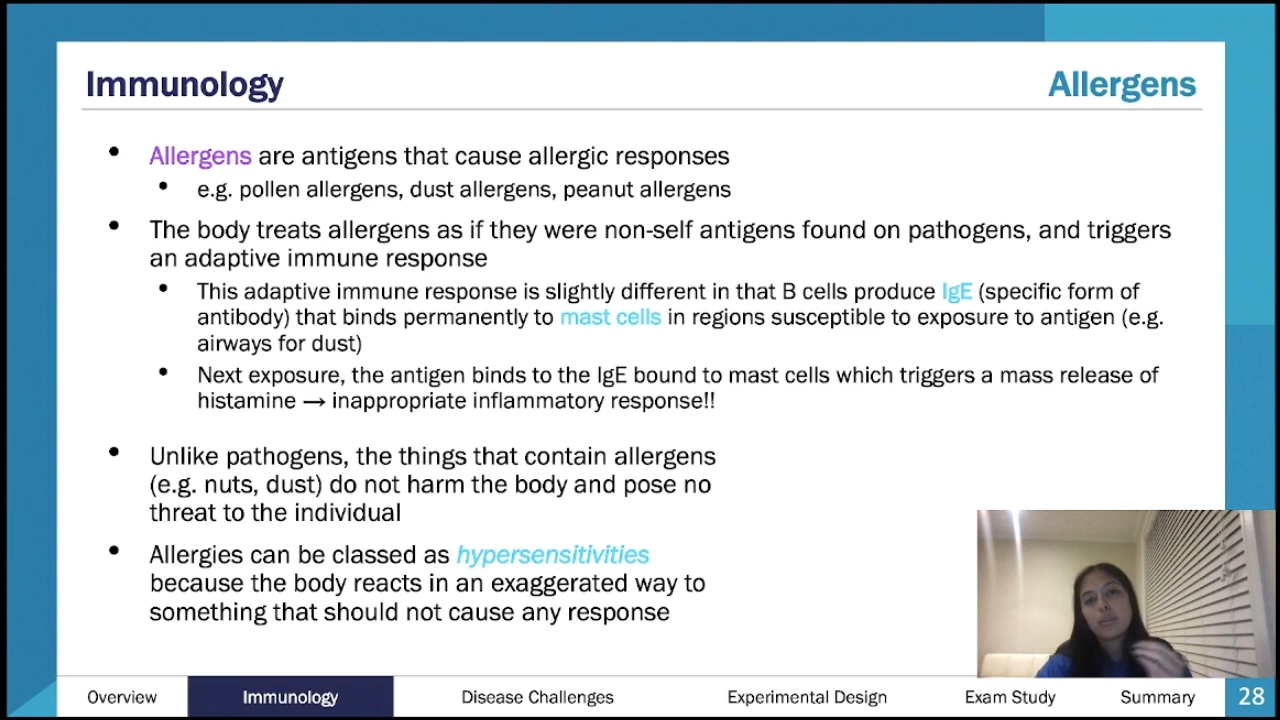 Immunology
Allergens
• Allergens are antigens that cause allergic responses
• e.g. pollen allergens, dust allergens, peanut allergens
• The body treats allergens as if they were non-self antigens found on pathogens, and triggers
an adaptive immune response
• This adaptive immune response is slightly different in that B cells produce IgE (specific form of
antibody) that binds permanently to mast cells in regions susceptible to exposure to antigen (e.g.
airways for dust)
• Next exposure, the antigen binds to the IgE bound to mast cells which triggers a mass release of
histamine → inappropriate inflammatory response!!
• Unlike pathogens, the things that contain allergens
(e.g. nuts, dust) do not harm the body and pose no
threat to the individual
• Allergies can be classed as hypersensitivities
because the body reacts in an exaggerated way to
something that should not cause any response
Overview
Immunology
Disease Challenges
Experimental Design
Exam Study
Summary
28